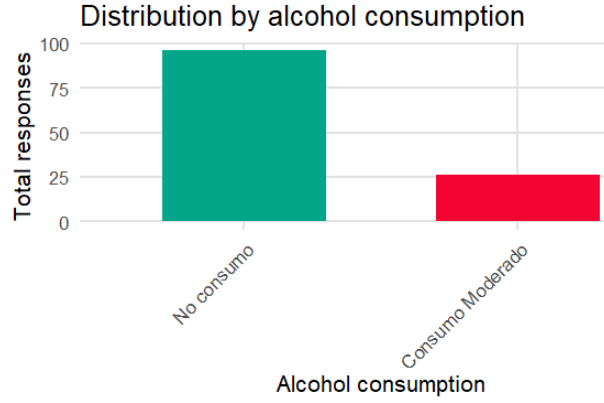 Distribution by alcohol consumption
Total responses
100
75
50
25
0
No consumo
Consumo Moderado
Alcohol consumption